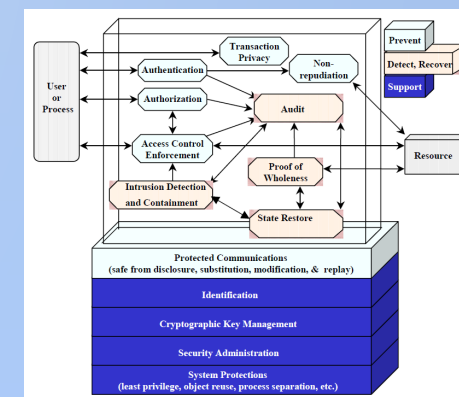 Transaction
Privacy
Prevent
User
or
Process
Authentication
Non-
repudiation
Detect, Recover
Support
Authorization
Audit
Access Control
Enforcement
Resource
Proof of
Wholeness
Intrusion Detection
and Containment
State Restore
Protected Communications
(safe from disclosure, substitution, modification, & replay)
Identification
Cryptographic Key Management
Security Administration
System Protections
(least privilege, object reuse, process separation, etc.)